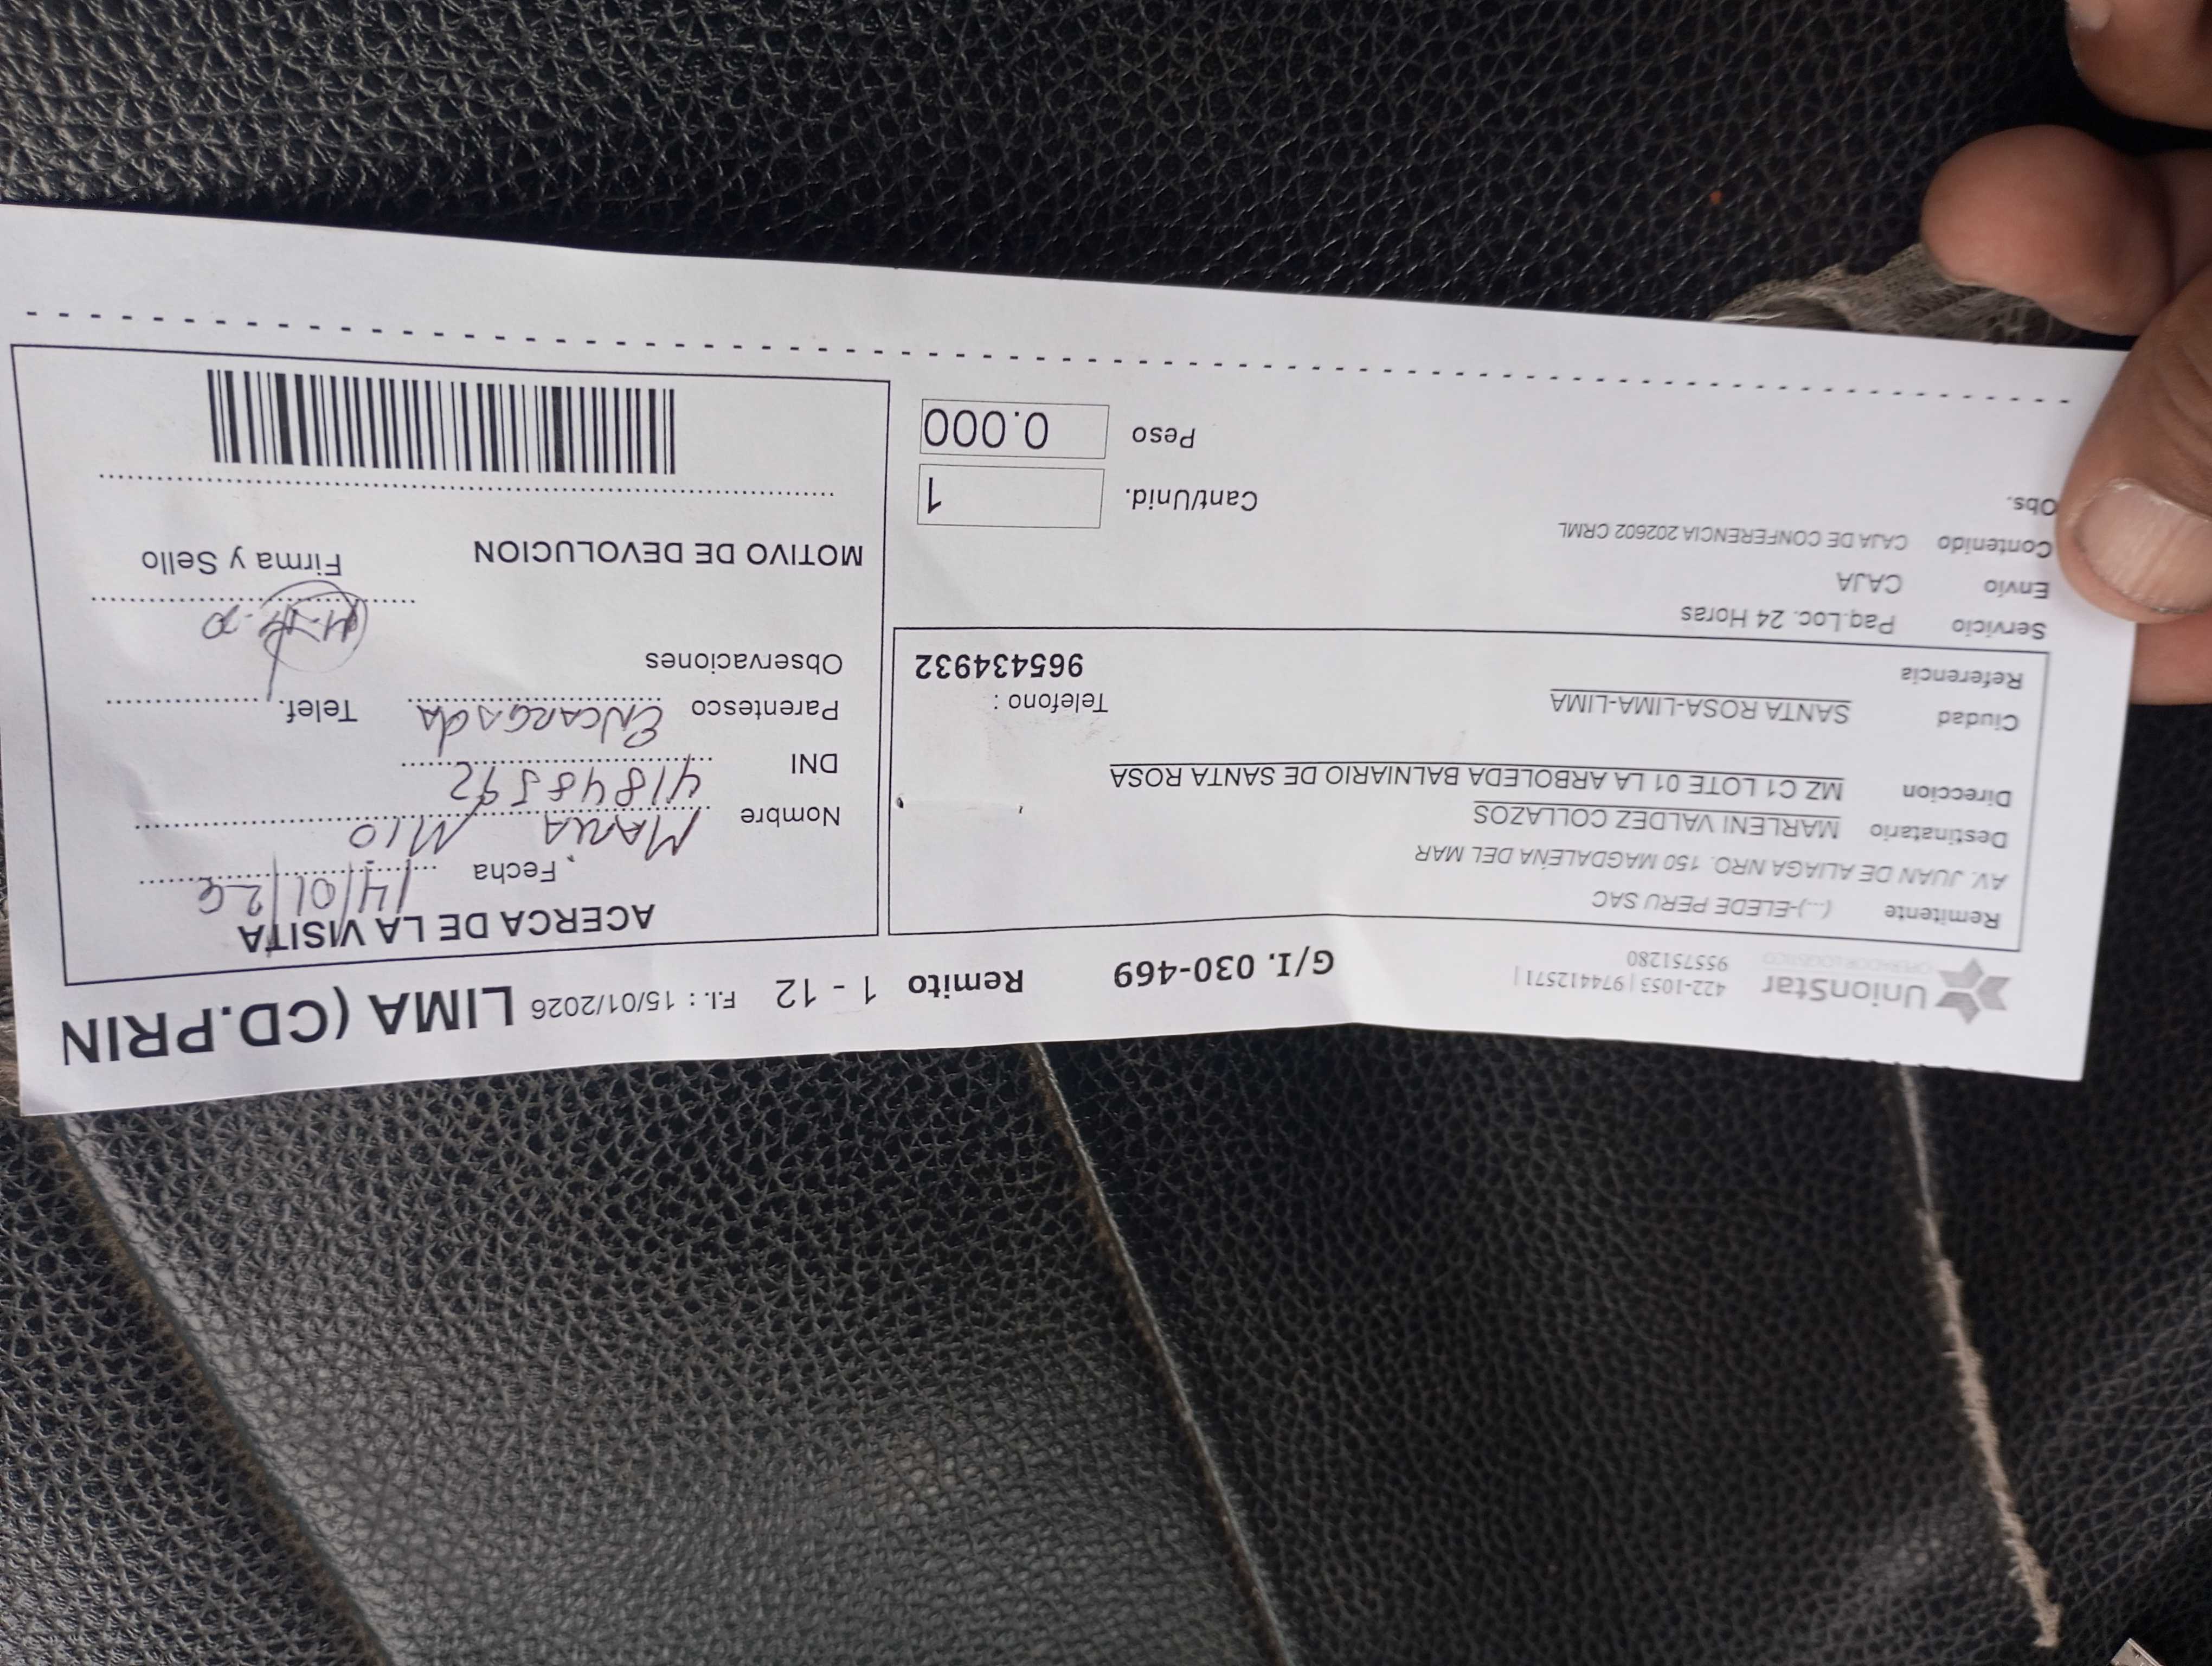 UnionStar 422-1053 | 974412571 |
OPERADOR LOGISTICO 955751280
G/I. 030-469 Remito 1 - 12 F.I. : 15/01/2026 LIMA (CD.PRIN
Remitente (...)-ELEDE PERU SAC
AV. JUAN DE ALIAGA NRO. 150 MAGDALENA DEL MAR
Destinatario MARLENI VALDEZ COLLAZOS
Direccion MZ C1 LOTE 01 LA ARBOLEDA BALNIARIO DE SANTA ROSA
Ciudad SANTA ROSA-LIMA-LIMA Telefono :
Referencia 965434932
Servicio Paq.Loc. 24 Horas
Envio CAJA
Contenido CAJA DE CONFERENCIA 202602 CRML
Obs.
Cant/Unid. 1
Peso 0.000
ACERCA DE LA VISITA
Fecha 14/01/26
Nombre MARIA MIO
DNI 41848592
Parentesco ENCARGADA Telef.
Observaciones
Firma y Sello
MOTIVO DE DEVOLUCION